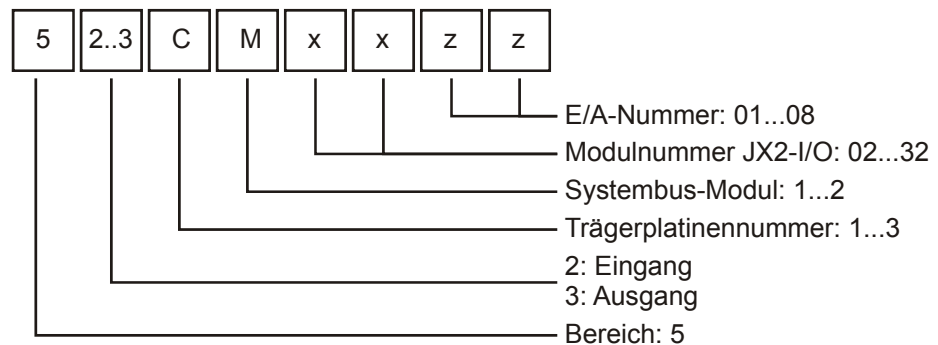 5 2..3 C M x x z z
E/A-Nummer: 01...08
Modulnummer JX2-I/O: 02...32
Systembus-Modul: 1...2
Trägerplatinennummer: 1...3
2: Eingang
3: Ausgang
Bereich: 5